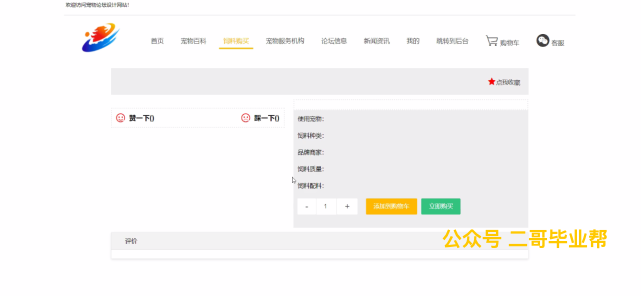 欢迎访问宠物论坛设计网站！
首页 宠物百科 饲料购买 宠物服务机构 论坛信息 新闻资讯 我的 跳转到后台 购物车 客服
点我收藏
赞一下() 踩一下()
使用宠物：
饲料种类：
品牌商家：
饲料质量：
饲料配料：
- 1 + 添加到购物车 立即购买
评价
公众号 二哥毕业帮